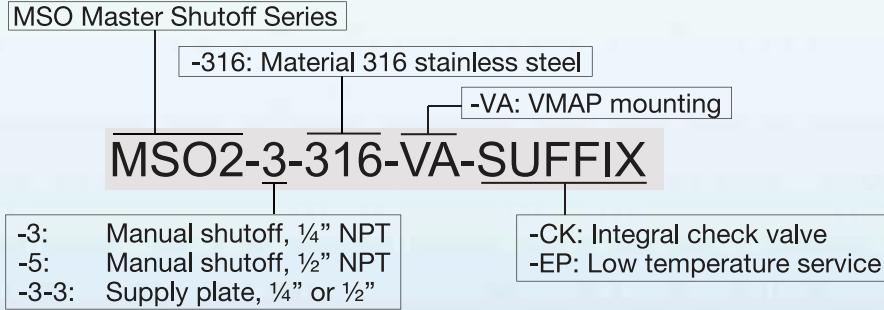 MSO Master Shutoff Series
-316: Material 316 stainless steel
-VA: VMAP mounting
MSO2-3-316-VA-SUFFIX
-3: Manual shutoff, ¼” NPT
-5: Manual shutoff, ½” NPT
-3-3: Supply plate, ¼” or ½”
-CK: Integral check valve
-EP: Low temperature service